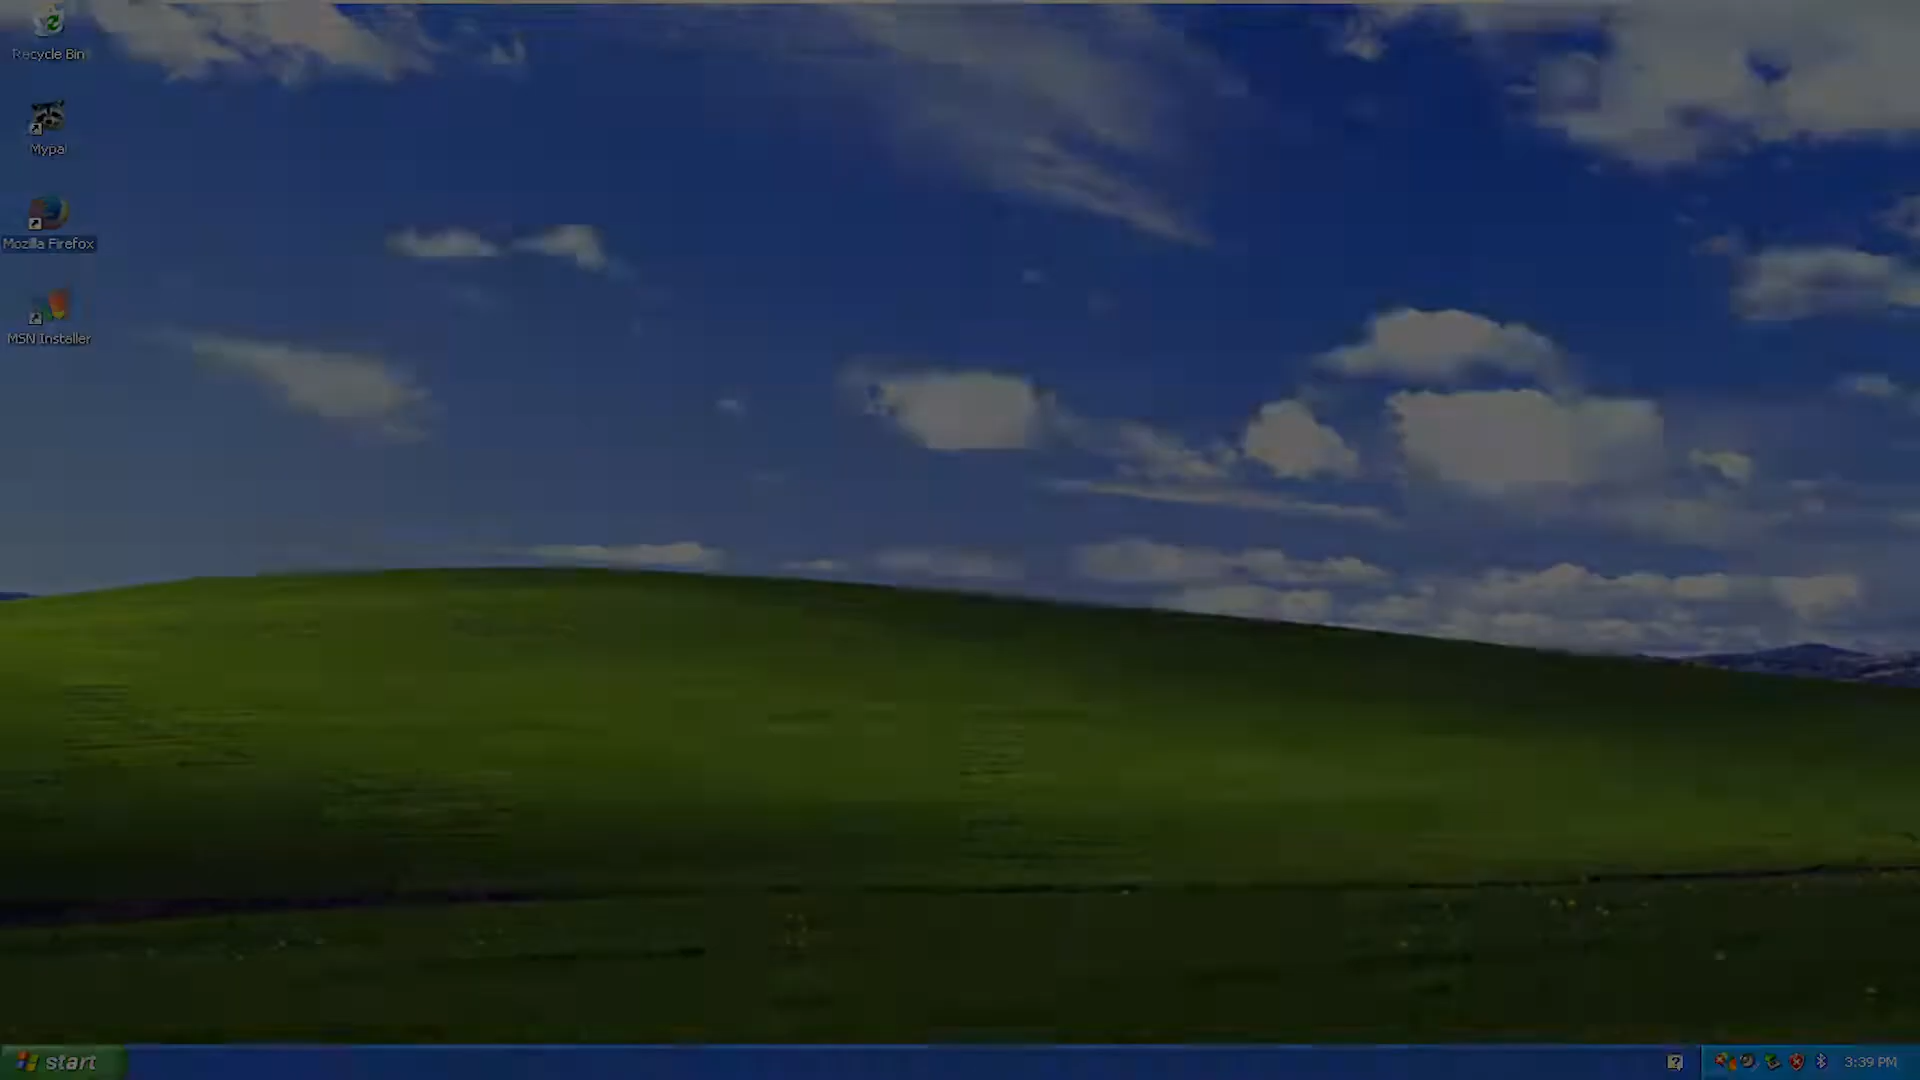 Recycle Bin
Mypal
Mozilla Firefox
MSN Installer
start
3:39 PM